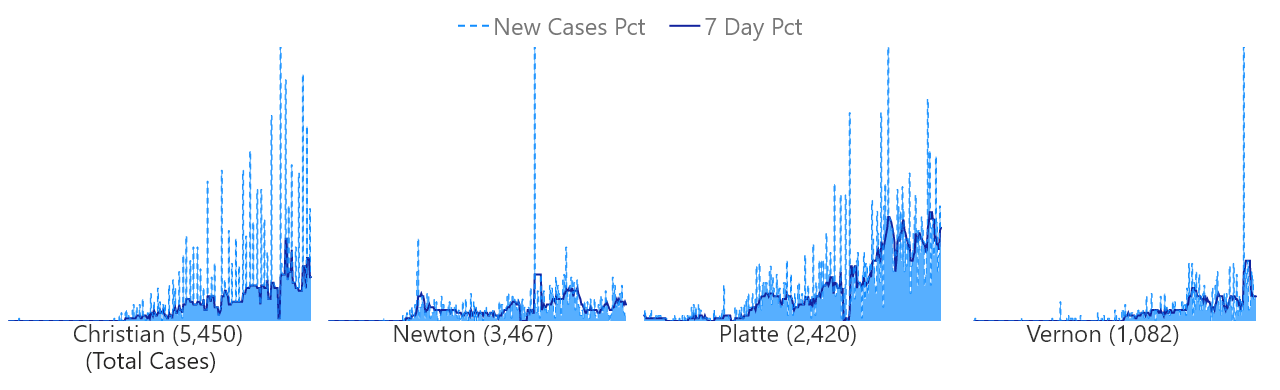 New Cases Pct 7 Day Pct
Christian (5,450) Newton (3,467) Platte (2,420) Vernon (1,082)
(Total Cases)